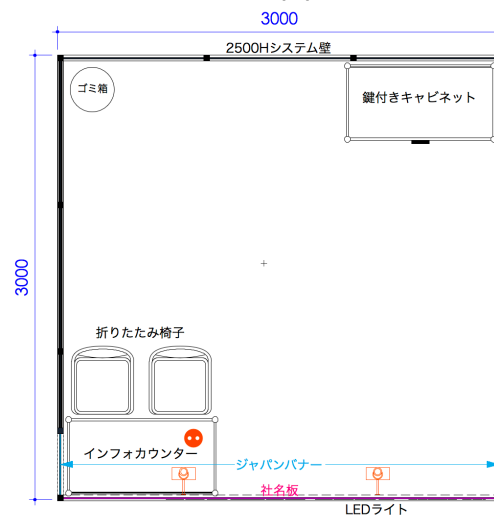 3000
2500Hシステム壁
ゴミ箱
鍵付きキャビネット
3000
折りたたみ椅子
インフォカウンター
ジャパンバナー
社名板
LEDライト